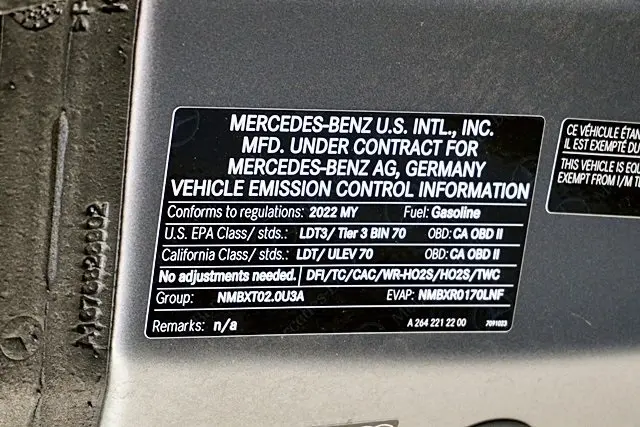 MERCEDES-BENZ U.S. INTL., INC.
MFD. UNDER CONTRACT FOR
MERCEDES-BENZ AG, GERMANY
VEHICLE EMISSION CONTROL INFORMATION
Conforms to regulations: 2022 MY Fuel: Gasoline
U.S. EPA Class/ stds.: LDT3/ Tier 3 BIN 70 OBD: CA OBD II
California Class/ stds.: LDT/ ULEV 70 OBD: CA OBD II
No adjustments needed. DFI/TC/CAC/WR-HO2S/HO2S/TWC
Group: NMBXT02.0U3A EVAP: NMBXR0170LNF
Remarks: n/a A 264 221 22 00 7091023
CE VÉHICULE ÉTAN
IL EST EXEMPTÉ DU
THIS VEHICLE IS EQU
EXEMPT FROM I/M T